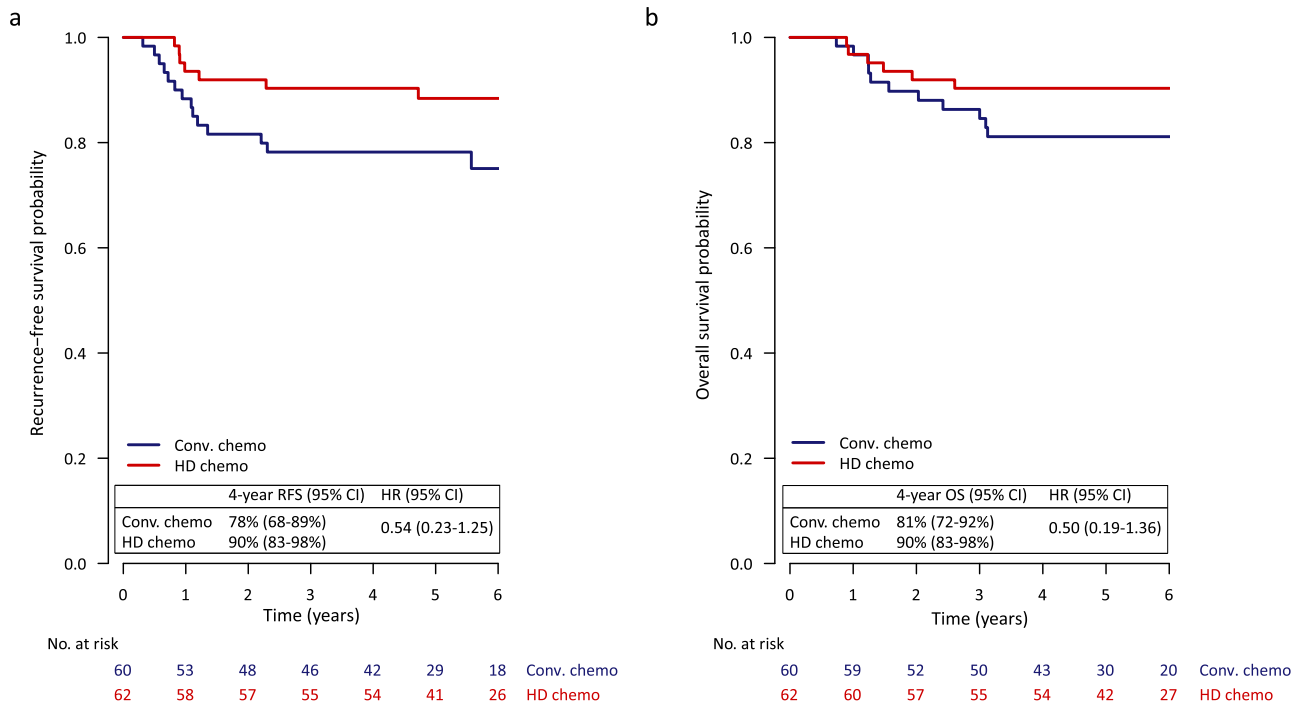 a
Recurrence−free survival probability
1.0
0.8
0.6
0.4
0.2
0.0
Conv. chemo
HD chemo
4-year RFS (95% CI) HR (95% CI)
Conv. chemo 78% (68-89%) 0.54 (0.23-1.25)
HD chemo 90% (83-98%)
0 1 2 3 4 5 6
Time (years)
No. at risk
60 53 48 46 42 29 18 Conv. chemo
62 58 57 55 54 41 26 HD chemo
b
Overall survival probability
1.0
0.8
0.6
0.4
0.2
0.0
Conv. chemo
HD chemo
4-year OS (95% CI) HR (95% CI)
Conv. chemo 81% (72-92%) 0.50 (0.19-1.36)
HD chemo 90% (83-98%)
0 1 2 3 4 5 6
Time (years)
No. at risk
60 59 52 50 43 30 20 Conv. chemo
62 60 57 55 54 42 27 HD chemo